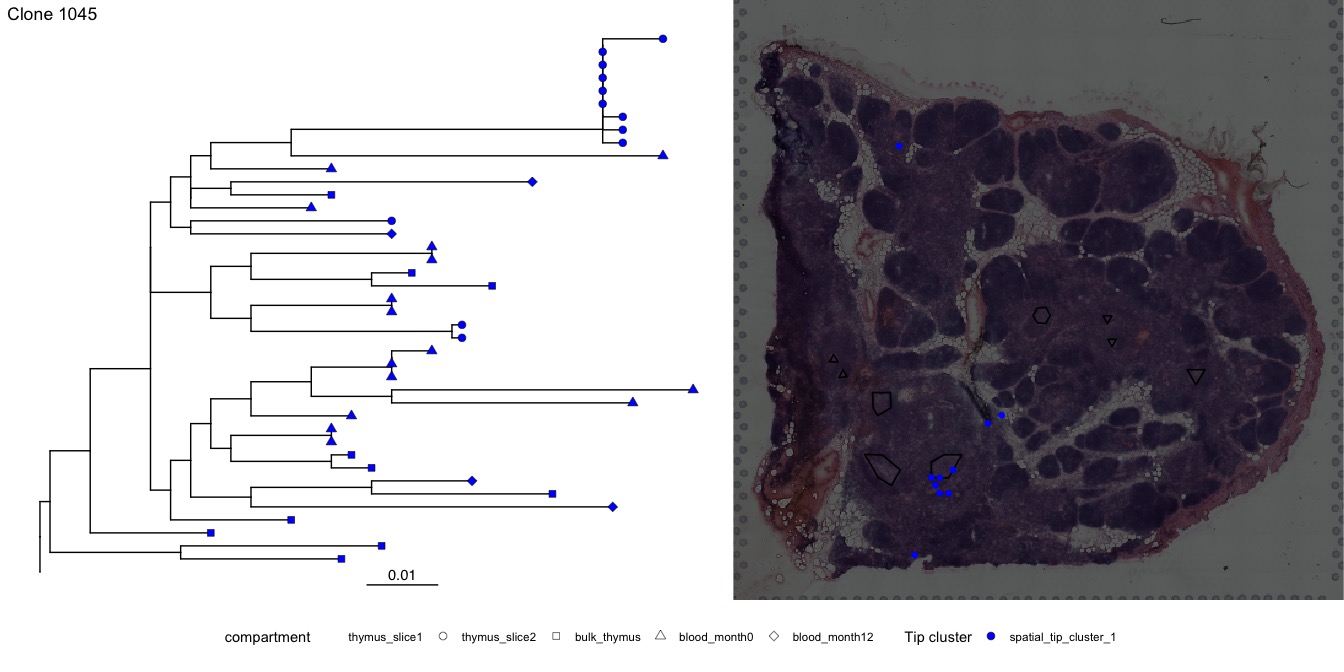 Clone 1045
0.01
compartment thymus_slice1 thymus_slice2 bulk_thymus blood_month0 blood_month12 Tip cluster spatial_tip_cluster_1